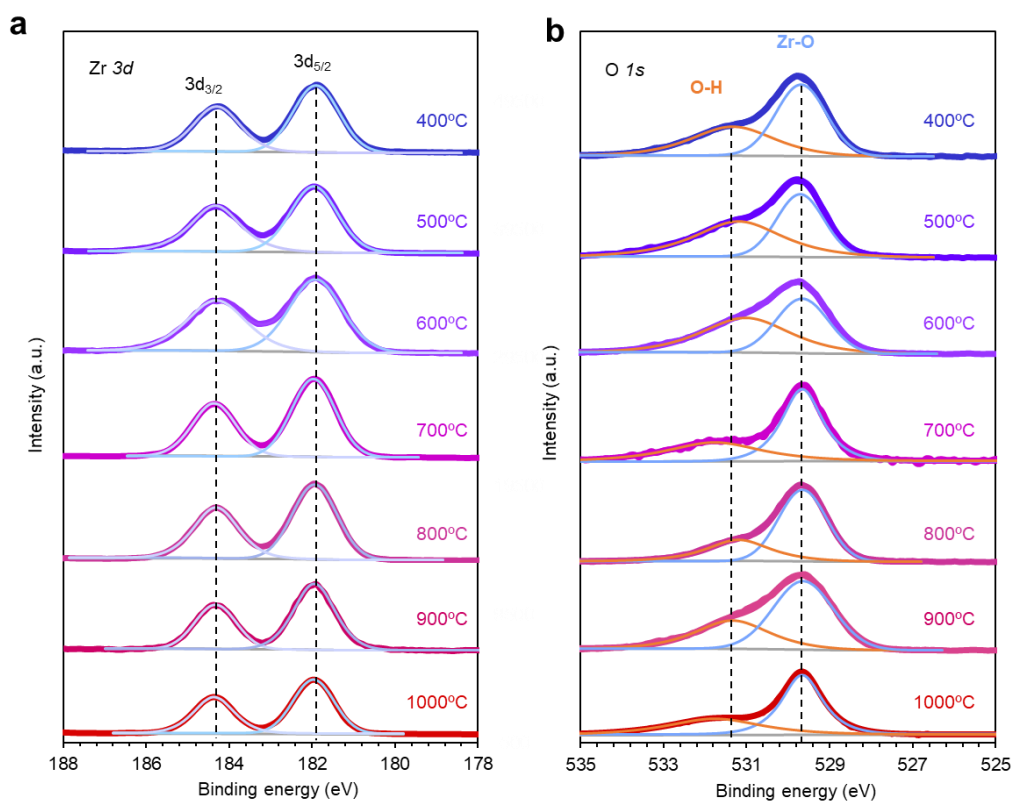 a
Zr 3d
3d3/2
3d5/2
400ºC
500ºC
600ºC
700ºC
800ºC
900ºC
1000ºC
Intensity (a.u.)
188 186 184 182 180 178
Binding energy (eV)
b
O 1s
O-H
Zr-O
400ºC
500ºC
600ºC
700ºC
800ºC
900ºC
1000ºC
Intensity (a.u.)
535 533 531 529 527 525
Binding energy (eV)